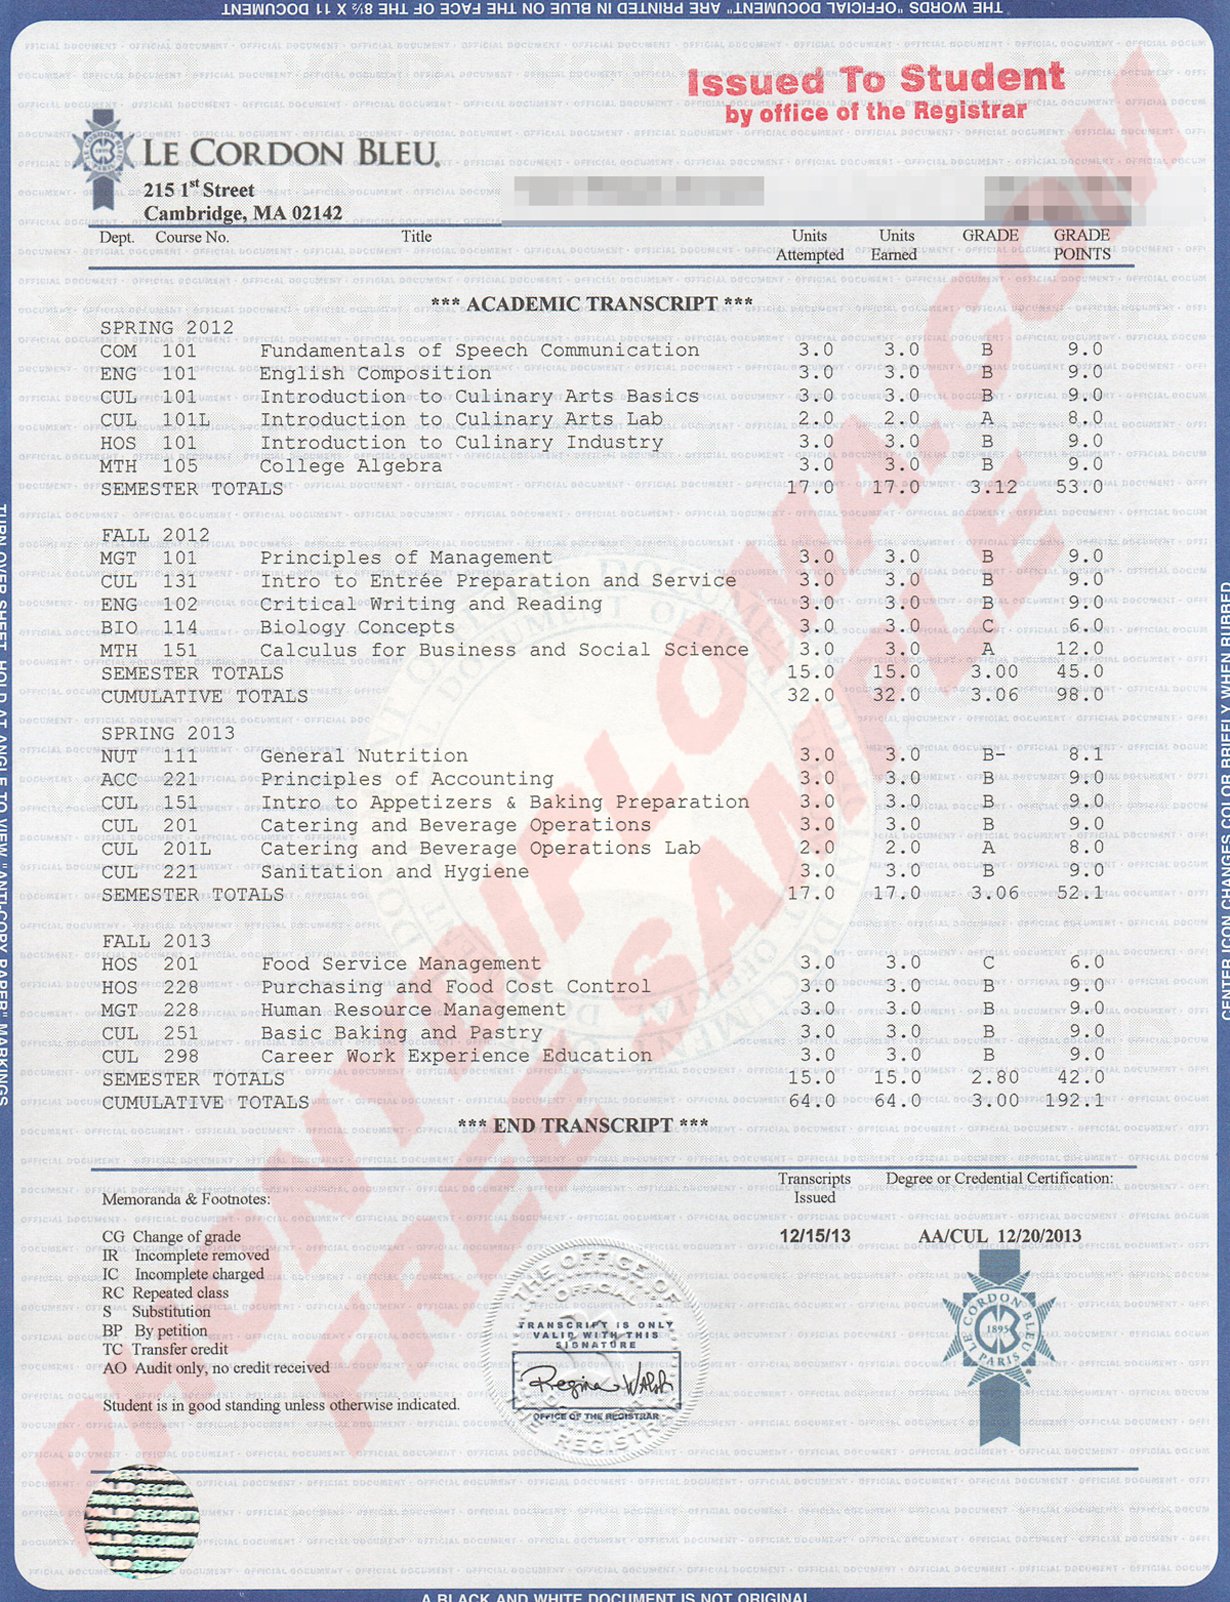 THE WORDS "OFFICIAL DOCUMENT" ARE PRINTED IN BLUE ON THE FACE OF THE 8½ X 11 DOCUMENT
Issued To Student
by office of the Registrar
LE CORDON BLEU
LE CORDON BLEU.
215 1st Street
Cambridge, MA 02142
Dept. Course No. Title Units Attempted Units Earned GRADE GRADE POINTS
*** ACADEMIC TRANSCRIPT ***
SPRING 2012
COM 101 Fundamentals of Speech Communication 3.0 3.0 B 9.0
ENG 101 English Composition 3.0 3.0 B 9.0
CUL 101 Introduction to Culinary Arts Basics 3.0 3.0 B 9.0
CUL 101L Introduction to Culinary Arts Lab 2.0 2.0 A 8.0
HOS 101 Introduction to Culinary Industry 3.0 3.0 B 9.0
MTH 105 College Algebra 3.0 3.0 B 9.0
SEMESTER TOTALS 17.0 17.0 3.12 53.0
FALL 2012
MGT 101 Principles of Management 3.0 3.0 B 9.0
CUL 131 Intro to Entrée Preparation and Service 3.0 3.0 B 9.0
ENG 102 Critical Writing and Reading 3.0 3.0 B 9.0
BIO 114 Biology Concepts 3.0 3.0 C 6.0
MTH 151 Calculus for Business and Social Science 3.0 3.0 A 12.0
SEMESTER TOTALS 15.0 15.0 3.00 45.0
CUMULATIVE TOTALS 32.0 32.0 3.06 98.0
SPRING 2013
NUT 111 General Nutrition 3.0 3.0 B- 8.1
ACC 221 Principles of Accounting 3.0 3.0 B 9.0
CUL 151 Intro to Appetizers & Baking Preparation 3.0 3.0 B 9.0
CUL 201 Catering and Beverage Operations 3.0 3.0 B 9.0
CUL 201L Catering and Beverage Operations Lab 2.0 2.0 A 8.0
CUL 221 Sanitation and Hygiene 3.0 3.0 B 9.0
SEMESTER TOTALS 17.0 17.0 3.06 52.1
FALL 2013
HOS 201 Food Service Management 3.0 3.0 C 6.0
HOS 228 Purchasing and Food Cost Control 3.0 3.0 B 9.0
MGT 228 Human Resource Management 3.0 3.0 B 9.0
CUL 251 Basic Baking and Pastry 3.0 3.0 B 9.0
CUL 298 Career Work Experience Education 3.0 3.0 B 9.0
SEMESTER TOTALS 15.0 15.0 2.80 42.0
CUMULATIVE TOTALS 64.0 64.0 3.00 192.1
*** END TRANSCRIPT ***
PHONYDIPLOMA.COM
FREE SAMPLE
Memoranda & Footnotes:
CG Change of grade
IR Incomplete removed
IC Incomplete charged
RC Repeated class
S Substitution
BP By petition
TC Transfer credit
AO Audit only, no credit received
Student is in good standing unless otherwise indicated.
Transcripts Issued
12/15/13
Degree or Credential Certification:
AA/CUL 12/20/2013
THE OFFICE OF
OFFICIAL
TRANSCRIPT IS ONLY
VALID WITH THIS
SIGNATURE
Regina Walsh
OFFICE OF THE REGISTRAR
LE CORDON BLEU
1895
PARIS
TURN OVER SHEET, HOLD AT ANGLE TO VIEW "ANTI-COPY PAPER" MARKINGS
CENTER ICON CHANGES COLOR BRIEFLY WHEN RUBBED
A BLACK AND WHITE DOCUMENT IS NOT ORIGINAL